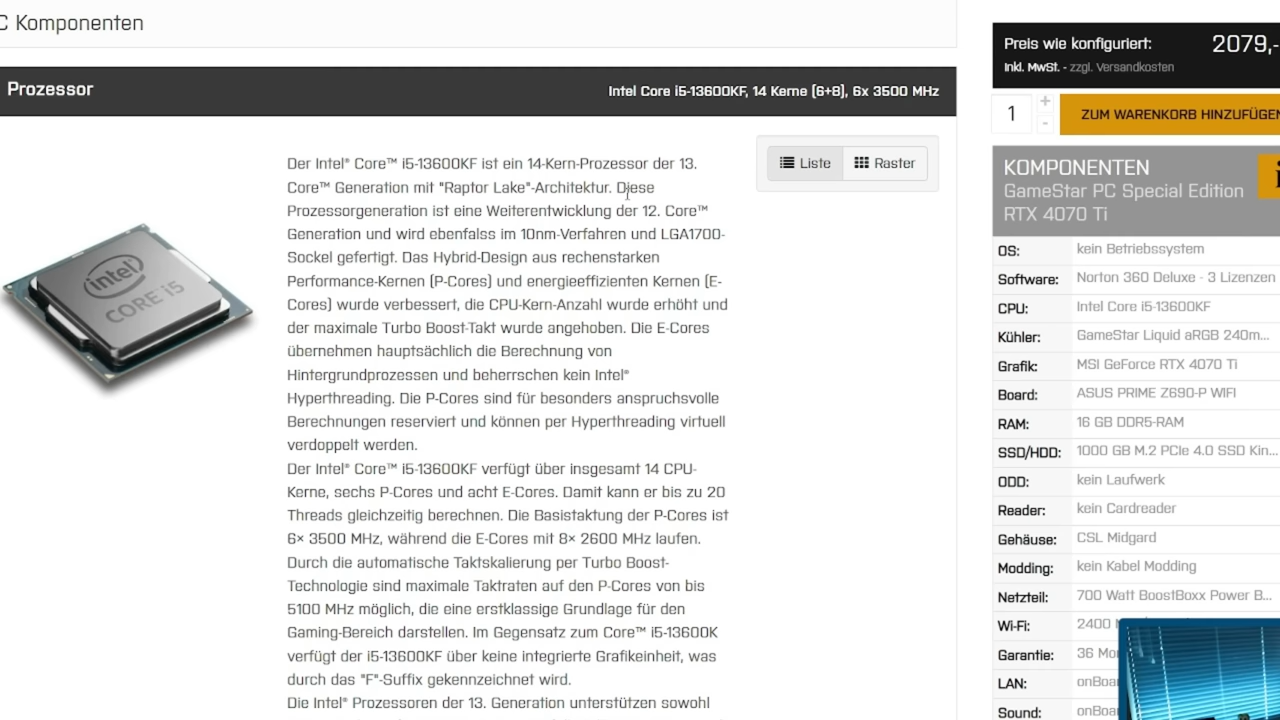 C Komponenten
Prozessor
Intel Core i5-13600KF, 14 Kerne (6+8), 6x 3500 MHz
Liste
Raster
intel
CORE i5
Der Intel® Core™ i5-13600KF ist ein 14-Kern-Prozessor der 13.
Core™ Generation mit "Raptor Lake"-Architektur. Diese
Prozessorgeneration ist eine Weiterentwicklung der 12. Core™
Generation und wird ebenfalss im 10nm-Verfahren und LGA1700-
Sockel gefertigt. Das Hybrid-Design aus rechenstarken
Performance-Kernen (P-Cores) und energieeffizienten Kernen (E-
Cores) wurde verbessert, die CPU-Kern-Anzahl wurde erhöht und
der maximale Turbo Boost-Takt wurde angehoben. Die E-Cores
übernehmen hauptsächlich die Berechnung von
Hintergrundprozessen und beherrschen kein Intel®
Hyperthreading. Die P-Cores sind für besonders anspruchsvolle
Berechnungen reserviert und können per Hyperthreading virtuell
verdoppelt werden.
Der Intel® Core™ i5-13600KF verfügt über insgesamt 14 CPU-
Kerne, sechs P-Cores und acht E-Cores. Damit kann er bis zu 20
Threads gleichzeitig berechnen. Die Basistaktung der P-Cores ist
6× 3500 MHz, während die E-Cores mit 8× 2600 MHz laufen.
Durch die automatische Taktskalierung per Turbo Boost-
Technologie sind maximale Taktraten auf den P-Cores von bis
5100 MHz möglich, die eine erstklassige Grundlage für den
Gaming-Bereich darstellen. Im Gegensatz zum Core™ i5-13600K
verfügt der i5-13600KF über keine integrierte Grafikeinheit, was
durch das "F"-Suffix gekennzeichnet wird.
Die Intel® Prozessoren der 13. Generation unterstützen sowohl
Preis wie konfiguriert: 2079,-
Inkl. MwSt. - zzgl. Versandkosten
1 + -
ZUM WARENKORB HINZUFÜGEN
KOMPONENTEN
GameStar PC Special Edition
RTX 4070 Ti
OS: kein Betriebssystem
Software: Norton 360 Deluxe - 3 Lizenzen
CPU: Intel Core i5-13600KF
Kühler: GameStar Liquid aRGB 240m...
Grafik: MSI GeForce RTX 4070 Ti
Board: ASUS PRIME Z690-P WIFI
RAM: 16 GB DDR5-RAM
SSD/HDD: 1000 GB M.2 PCIe 4.0 SSD Kin...
ODD: kein Laufwerk
Reader: kein Cardreader
Gehäuse: CSL Midgard
Modding: kein Kabel Modding
Netzteil: 700 Watt BoostBoxx Power B...
Wi-Fi: 2400
Garantie: 36 Mo
LAN: onBoa
Sound: onBoa